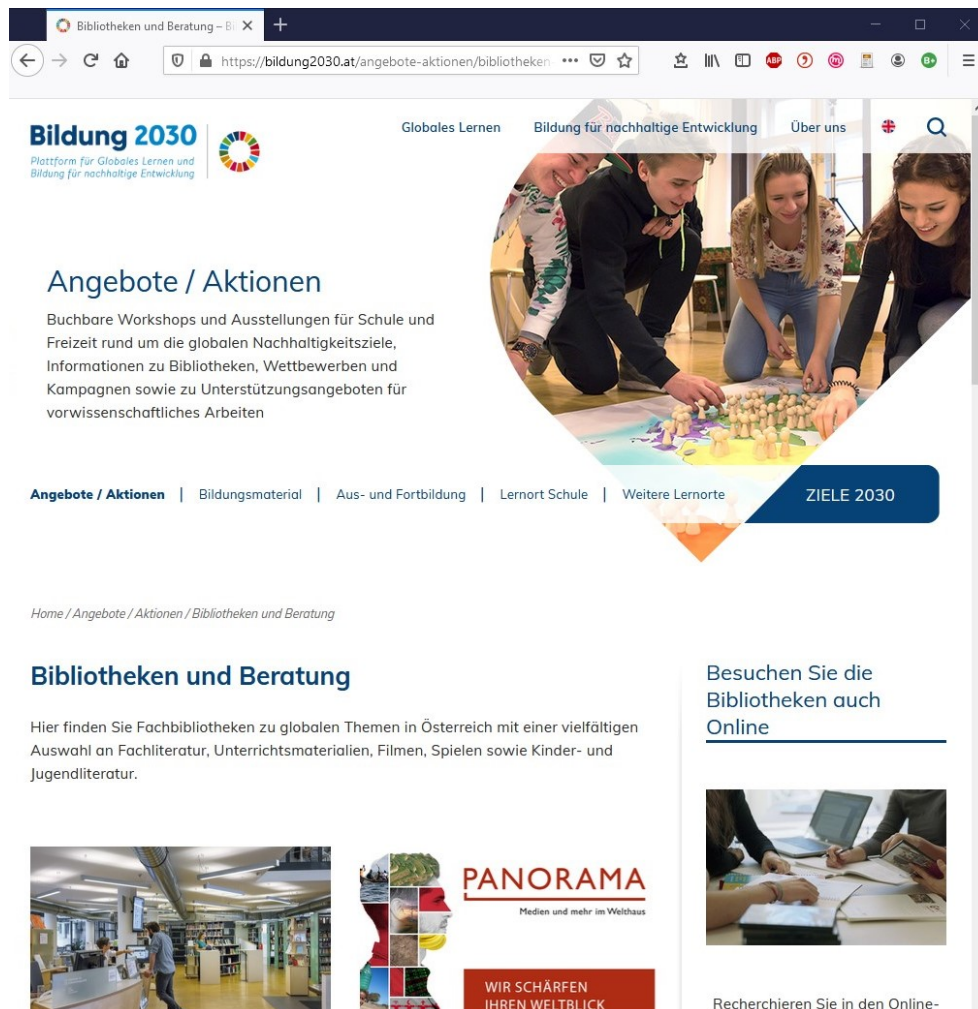 Bibliotheken und Beratung – B
https://bildung2030.at/angebote-aktionen/bibliotheken
ABP
Bildung 2030
Plattform für Globales Lernen und
Bildung für nachhaltige Entwicklung
Globales Lernen
Bildung für nachhaltige Entwicklung
Über uns
Angebote / Aktionen
Buchbare Workshops und Ausstellungen für Schule und
Freizeit rund um die globalen Nachhaltigkeitsziele,
Informationen zu Bibliotheken, Wettbewerben und
Kampagnen sowie zu Unterstützungsangeboten für
vorwissenschaftliches Arbeiten
Angebote / Aktionen | Bildungsmaterial | Aus- und Fortbildung | Lernort Schule | Weitere Lernorte
ZIELE 2030
Home / Angebote / Aktionen / Bibliotheken und Beratung
Bibliotheken und Beratung
Hier finden Sie Fachbibliotheken zu globalen Themen in Österreich mit einer vielfältigen
Auswahl an Fachliteratur, Unterrichtsmaterialien, Filmen, Spielen sowie Kinder- und
Jugendliteratur.
PANORAMA
Medien und mehr im Welthaus
WIR SCHÄRFEN
IHREN WELTBLICK
Besuchen Sie die
Bibliotheken auch
Online
Recherchieren Sie in den Online-